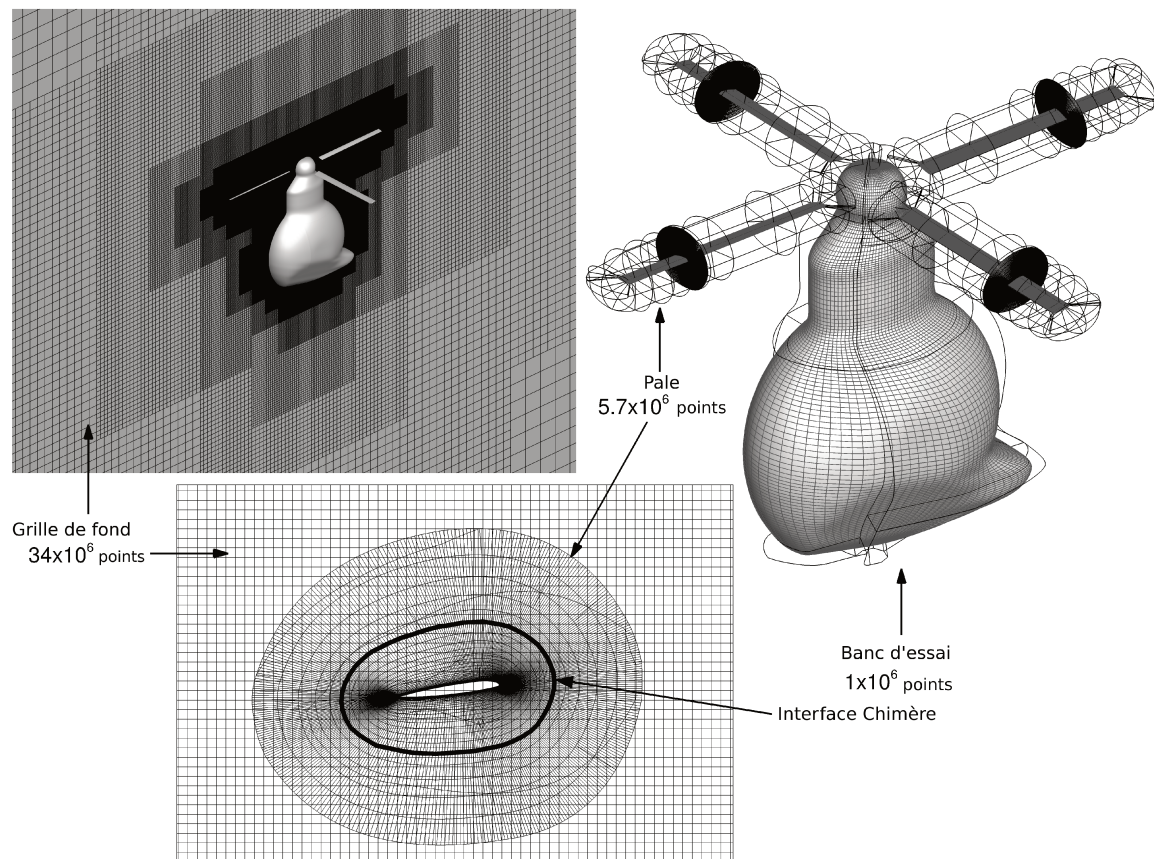 Pale
5.7x10⁶ points
Grille de fond
34x10⁶ points
Banc d'essai
1x10⁶ points
Interface Chimère